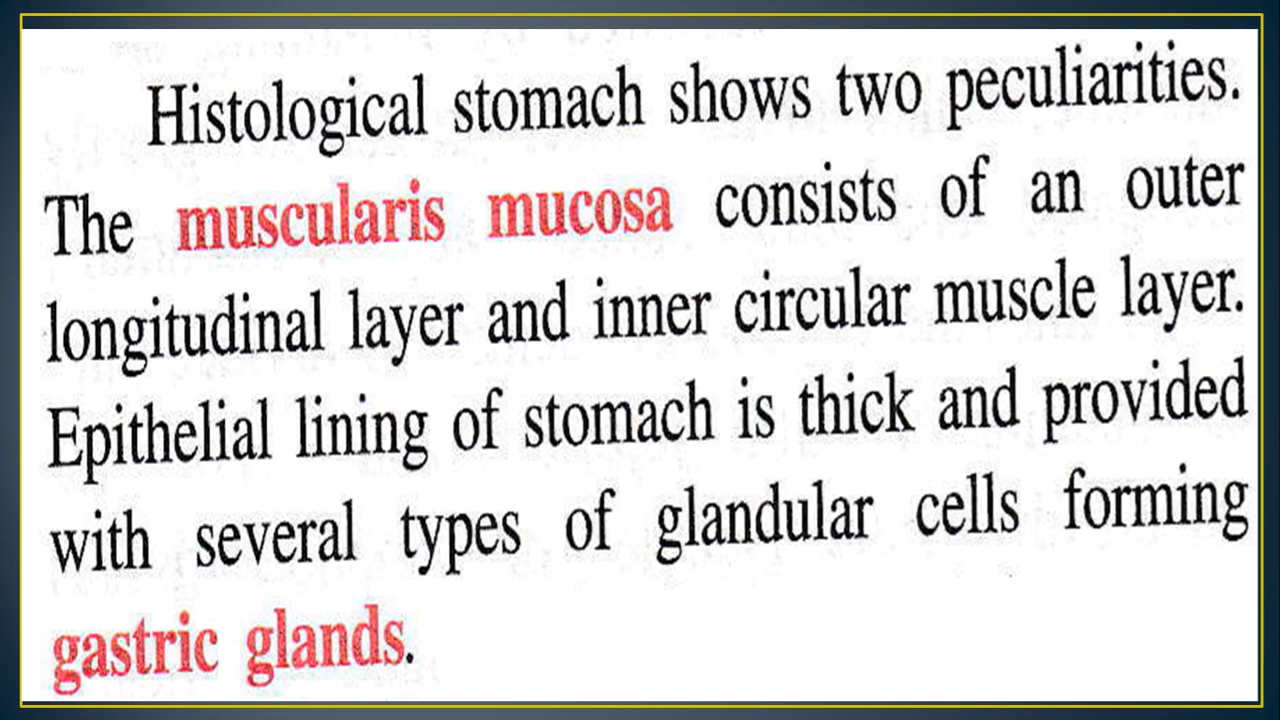 Histological stomach shows two peculiarities.
The muscularis mucosa consists of an outer
longitudinal layer and inner circular muscle layer.
Epithelial lining of stomach is thick and provided
with several types of glandular cells forming
gastric glands.